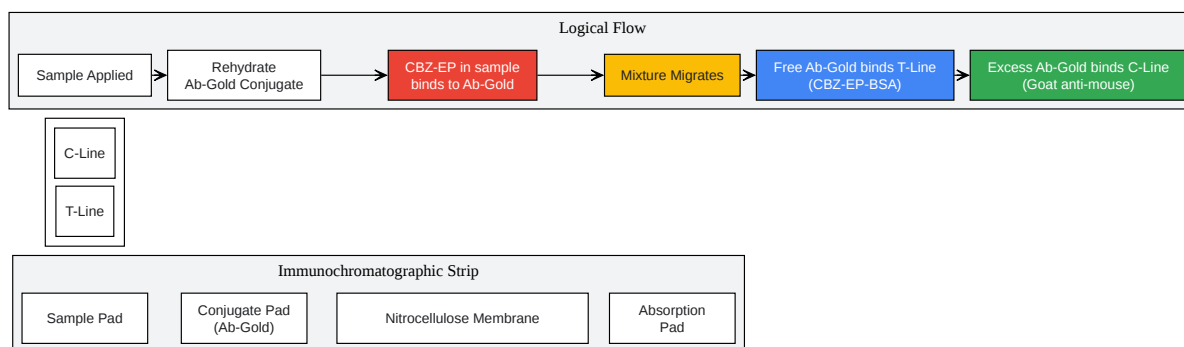 Logical Flow
Sample Applied
Rehydrate
Ab-Gold Conjugate
CBZ-EP in sample
binds to Ab-Gold
Mixture Migrates
Free Ab-Gold binds T-Line
(CBZ-EP-BSA)
Excess Ab-Gold binds C-Line
(Goat anti-mouse)
C-Line
T-Line
Immunochromatographic Strip
Sample Pad
Conjugate Pad
(Ab-Gold)
Nitrocellulose Membrane
Absorption
Pad